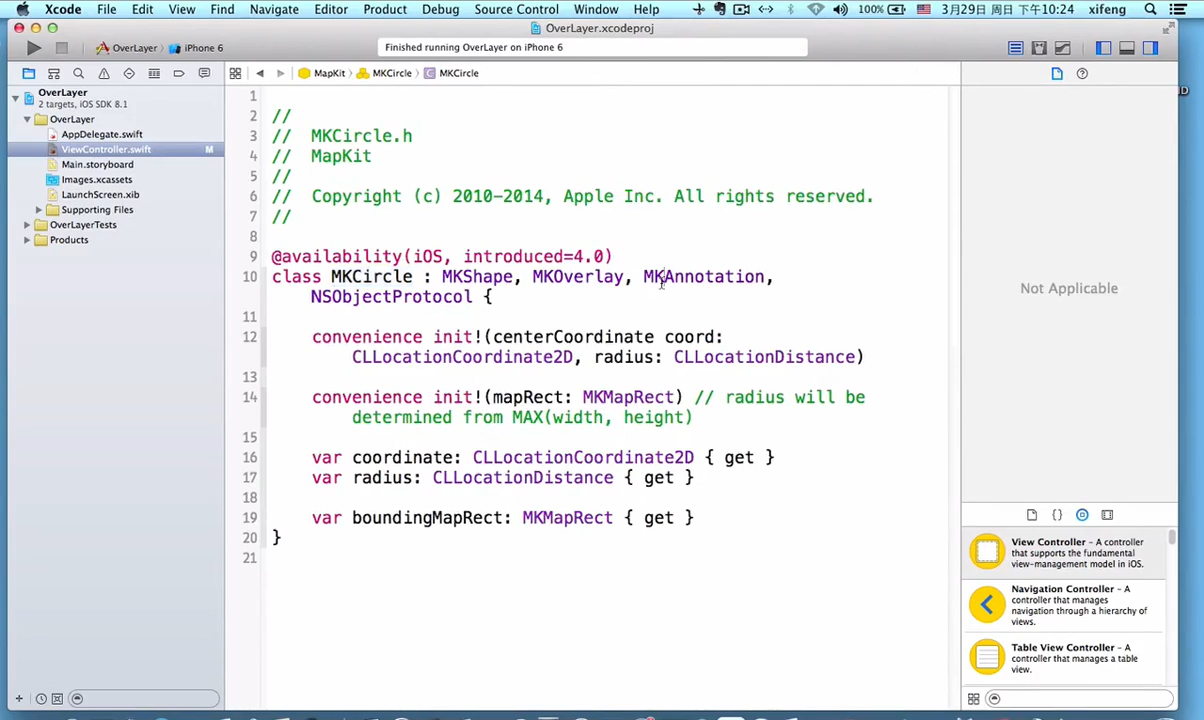 Xcode File Edit View Find Navigate Editor Product Debug Source Control Window Help 100% 3月29日 周日 下午10:24 xifeng
OverLayer.xcodeproj
OverLayer iPhone 6 Finished running OverLayer on iPhone 6
MapKit MKCircle MKCircle
OverLayer
2 targets, iOS SDK 8.1
OverLayer
AppDelegate.swift
ViewController.swift M
Main.storyboard
Images.xcassets
LaunchScreen.xib
Supporting Files
OverLayerTests
Products
1
2 //
3 // MKCircle.h
4 // MapKit
5 //
6 // Copyright (c) 2010-2014, Apple Inc. All rights reserved.
7 //
8
9 @availability(iOS, introduced=4.0)
10 class MKCircle : MKShape, MKOverlay, MKAnnotation,
NSObjectProtocol {
11
12 convenience init!(centerCoordinate coord:
CLLocationCoordinate2D, radius: CLLocationDistance)
13
14 convenience init!(mapRect: MKMapRect) // radius will be
determined from MAX(width, height)
15
16 var coordinate: CLLocationCoordinate2D { get }
17 var radius: CLLocationDistance { get }
18
19 var boundingMapRect: MKMapRect { get }
20 }
21
Not Applicable
View Controller - A controller
that supports the fundamental
view-management model in iOS.
Navigation Controller - A
controller that manages
navigation through a hierarchy of
views.
Table View Controller - A
controller that manages a table
view.
ID